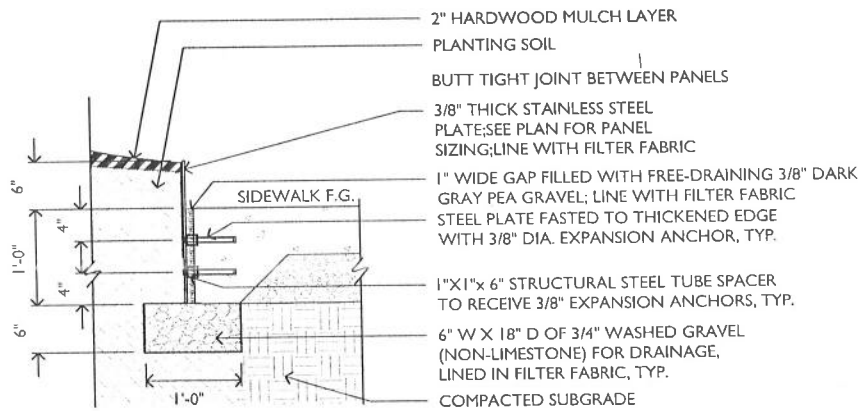 2" HARDWOOD MULCH LAYER
PLANTING SOIL
BUTT TIGHT JOINT BETWEEN PANELS
3/8" THICK STAINLESS STEEL
PLATE;SEE PLAN FOR PANEL
SIZING;LINE WITH FILTER FABRIC
1" WIDE GAP FILLED WITH FREE-DRAINING 3/8" DARK
GRAY PEA GRAVEL; LINE WITH FILTER FABRIC
STEEL PLATE FASTED TO THICKENED EDGE
WITH 3/8" DIA. EXPANSION ANCHOR, TYP.
1"X1"x 6" STRUCTURAL STEEL TUBE SPACER
TO RECEIVE 3/8" EXPANSION ANCHORS, TYP.
6" W X 18" D OF 3/4" WASHED GRAVEL
(NON-LIMESTONE) FOR DRAINAGE,
LINED IN FILTER FABRIC, TYP.
COMPACTED SUBGRADE
SIDEWALK F.G.
6"
1'-0"
6"
4"
4"
1'-0"